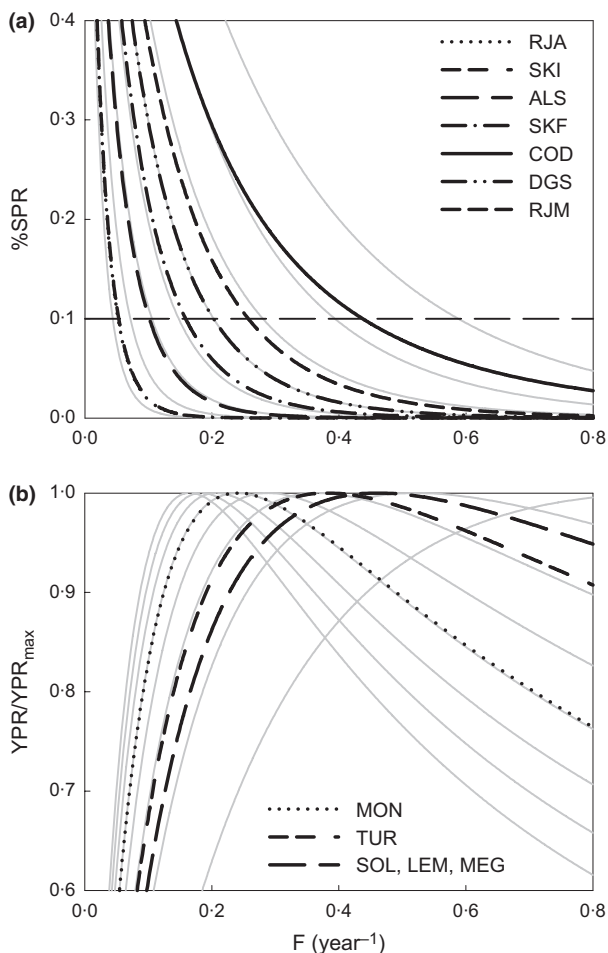 (a)
0·4
0·3
0·2
0·1
0·0
%SPR
RJA
SKI
ALS
SKF
COD
DGS
RJM
0·0 0·2 0·4 0·6 0·8
(b)
1·0
0·9
0·8
0·7
0·6
YPR/YPRmax
MON
TUR
SOL, LEM, MEG
0·0 0·2 0·4 0·6 0·8
F (year⁻¹)